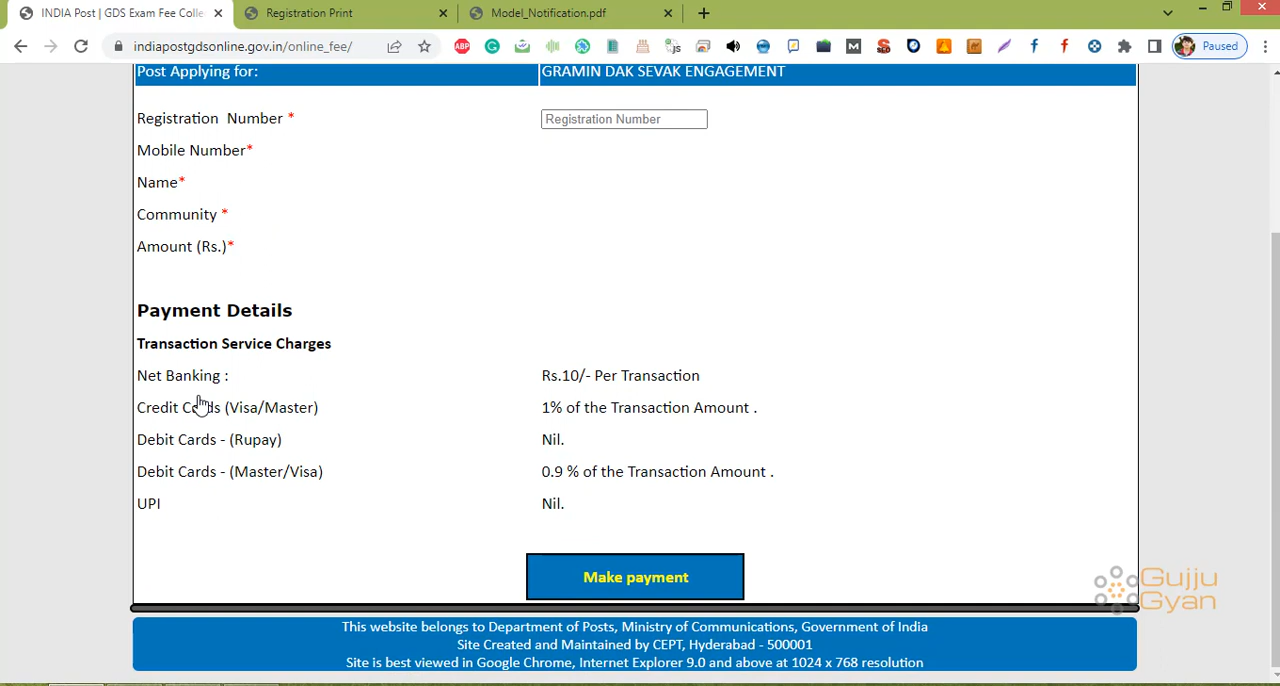 INDIA Post | GDS Exam Fee Colle
Registration Print
Model_Notification.pdf
indiapostgdsonline.gov.in/online_fee/
Paused
Post Applying for: GRAMIN DAK SEVAK ENGAGEMENT
Registration Number * Registration Number
Mobile Number*
Name*
Community *
Amount (Rs.)*
Payment Details
Transaction Service Charges
Net Banking : Rs.10/- Per Transaction
Credit Cards (Visa/Master) 1% of the Transaction Amount .
Debit Cards - (Rupay) Nil.
Debit Cards - (Master/Visa) 0.9 % of the Transaction Amount .
UPI Nil.
Make payment
Gujju
Gyan
This website belongs to Department of Posts, Ministry of Communications, Government of India
Site Created and Maintained by CEPT, Hyderabad - 500001
Site is best viewed in Google Chrome, Internet Explorer 9.0 and above at 1024 x 768 resolution